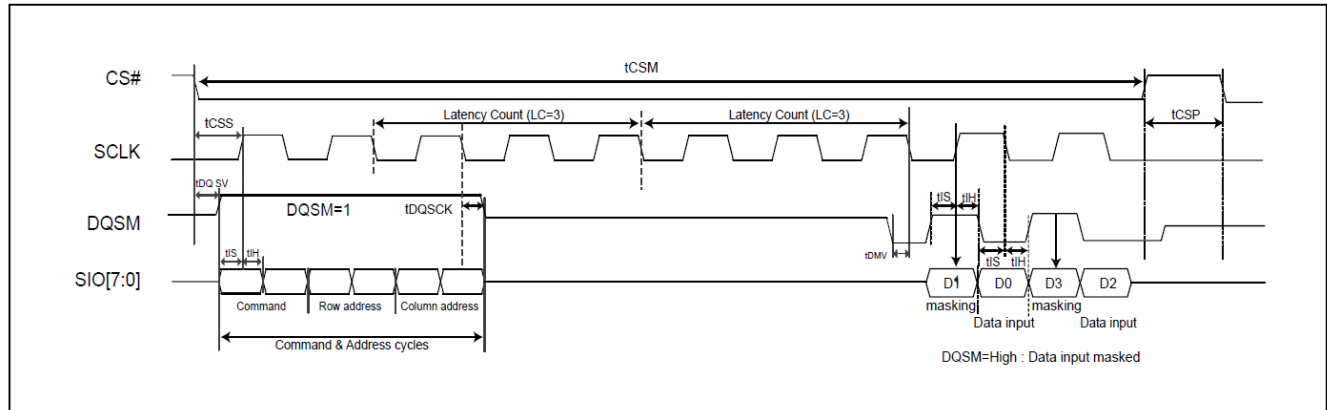 tCSM
CS#
Latency Count (LC=3)
Latency Count (LC=3)
tCSS
tCSP
SCLK
tDQSV
tIS
tIH
DQSM=1
tDQSCK
DQSM
tIS
tIH
tDMV
tIS
tIH
SIO[7:0]
D1
D0
D3
D2
Command
Row address
Column address
masking
masking
Data input
Data input
Command & Address cycles
DQSM=High : Data input masked